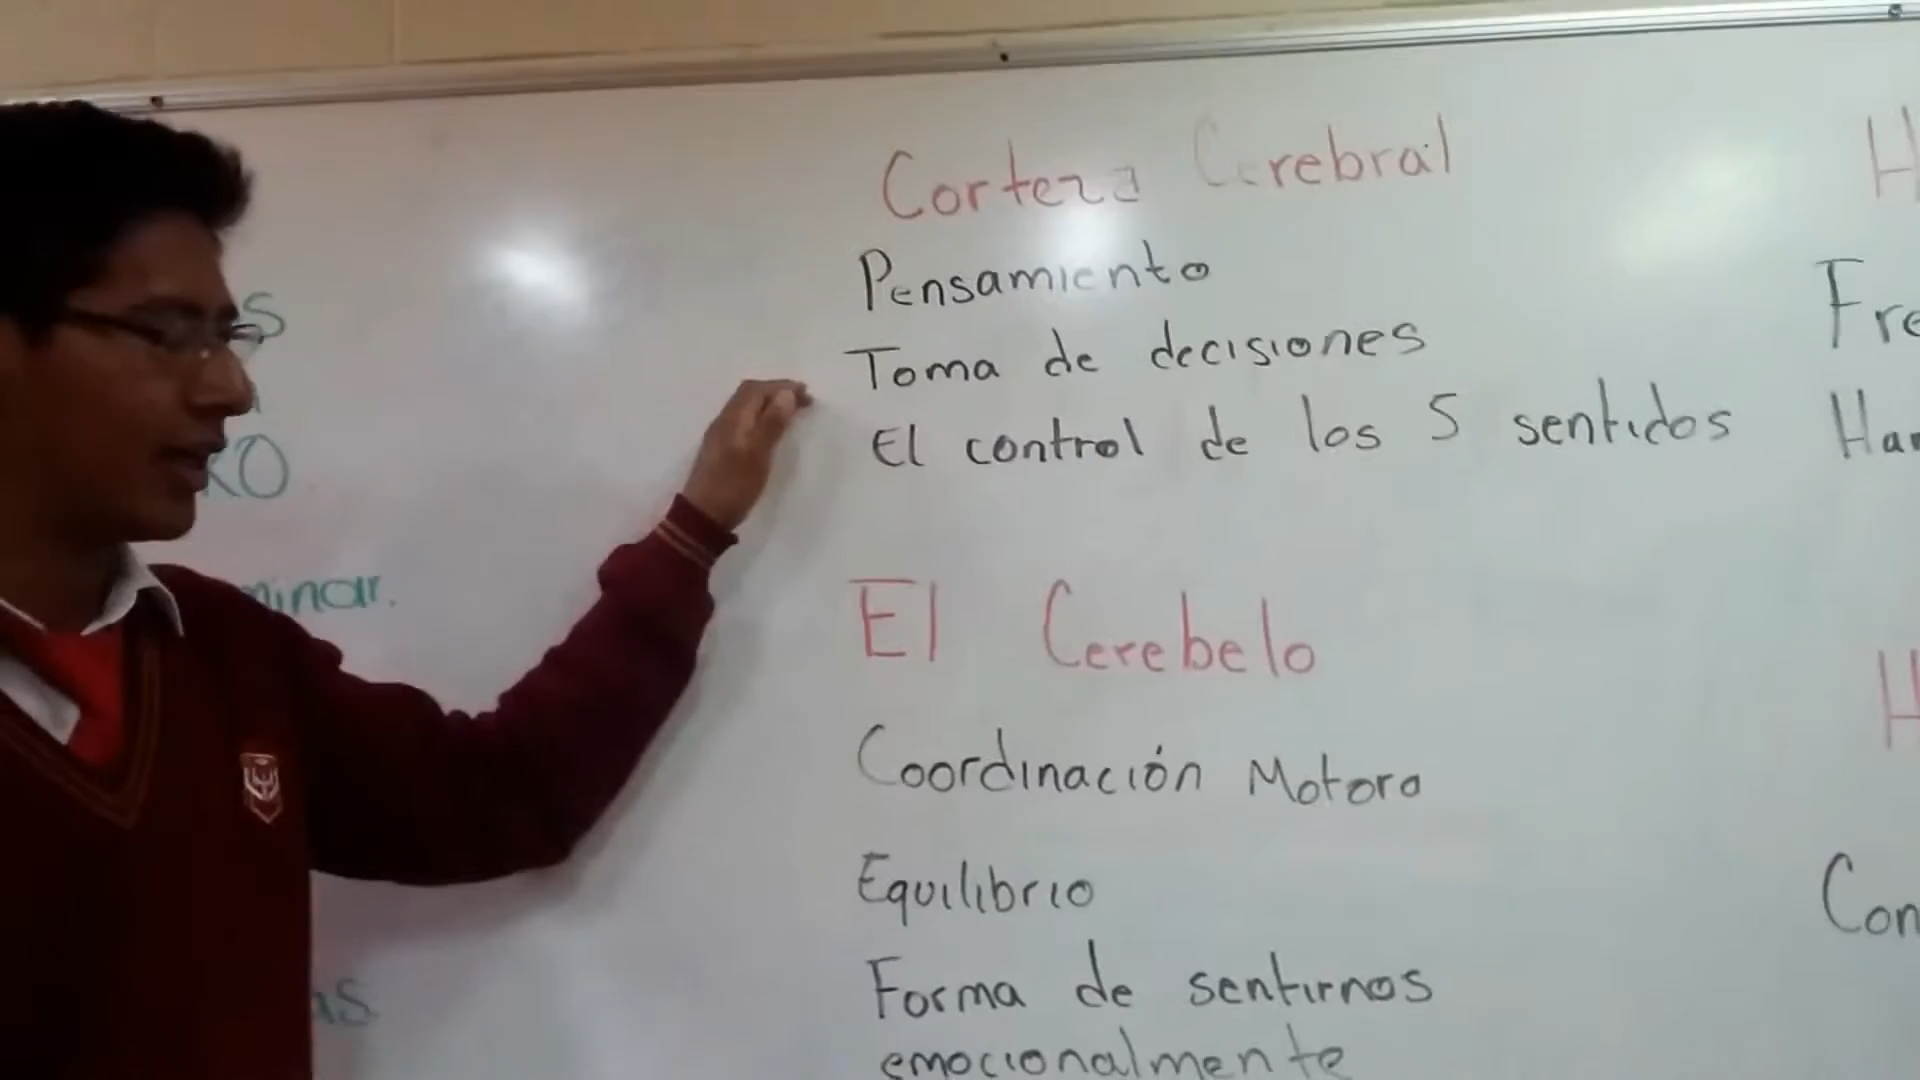 Corteza Cerebral
Pensamiento
Toma de decisiones
El control de los 5 sentidos
El Cerebelo
Coordinación Motora
Equilibrio
Forma de sentirnos
emocionalmente